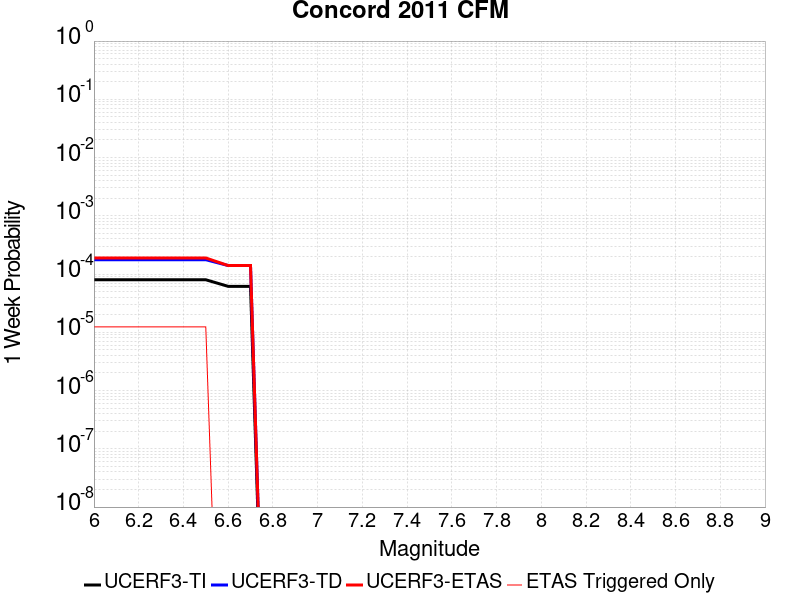 Concord 2011 CFM
1 Week Probability
10^0
10^-1
10^-2
10^-3
10^-4
10^-5
10^-6
10^-7
10^-8
6 6.2 6.4 6.6 6.8 7 7.2 7.4 7.6 7.8 8 8.2 8.4 8.6 8.8 9
Magnitude
UCERF3-TI UCERF3-TD UCERF3-ETAS ETAS Triggered Only